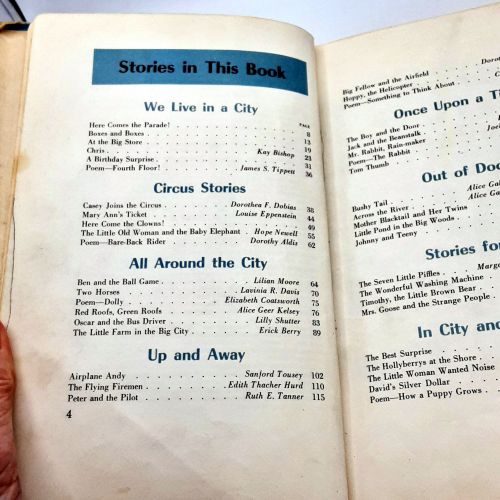 Stories in This Book
We Live in a City
PAGE
Here Comes the Parade! 8
Boxes and Boxes 13
At the Big Store 19
Chris Kay Bishop 23
A Birthday Surprise 31
Poem—Fourth Floor! James S. Tippett 36
Circus Stories
Casey Joins the Circus Dorothea F. Dobias 38
Mary Ann's Ticket Louise Eppenstein 44
Here Come the Clowns! 49
The Little Old Woman and the Baby Elephant Hope Newell 55
Poem—Bare-Back Rider Dorothy Aldis 62
All Around the City
Ben and the Ball Game Lilian Moore 64
Two Horses Lavinia R. Davis 70
Poem—Dolly Elizabeth Coatsworth 75
Red Roofs, Green Roofs Alice Geer Kelsey 76
Oscar and the Bus Driver Lilly Shutter 83
The Little Farm in the Big City Erick Berry 89
Up and Away
Airplane Andy Sanford Tousey 102
The Flying Firemen Edith Thacher Hurd 110
Peter and the Pilot Ruth E. Tanner 115
4
Big Fellow and the Airfield
Hoppy, the Helicopter
Poem—Something to Think About
Once Upon a
The Boy and the Door
Jack and the Beanstalk
Mr. Rabbit, Rain-maker
Poem—The Rabbit
Tom Thumb
Out of
Bushy Tail Alice
Across the River
Mother Blacktail and Her Twins Alice
Little Pond in the Big Woods
Johnny and Teeny
Stories for
The Seven Little Piffles
The Wonderful Washing Machine
Timothy, the Little Brown Bear
Mrs. Goose and the Strange People
In City and
The Best Surprise
The Hollyberrys at the Shore
The Little Woman Wanted Noise
David's Silver Dollar
Poem—How a Puppy Grows